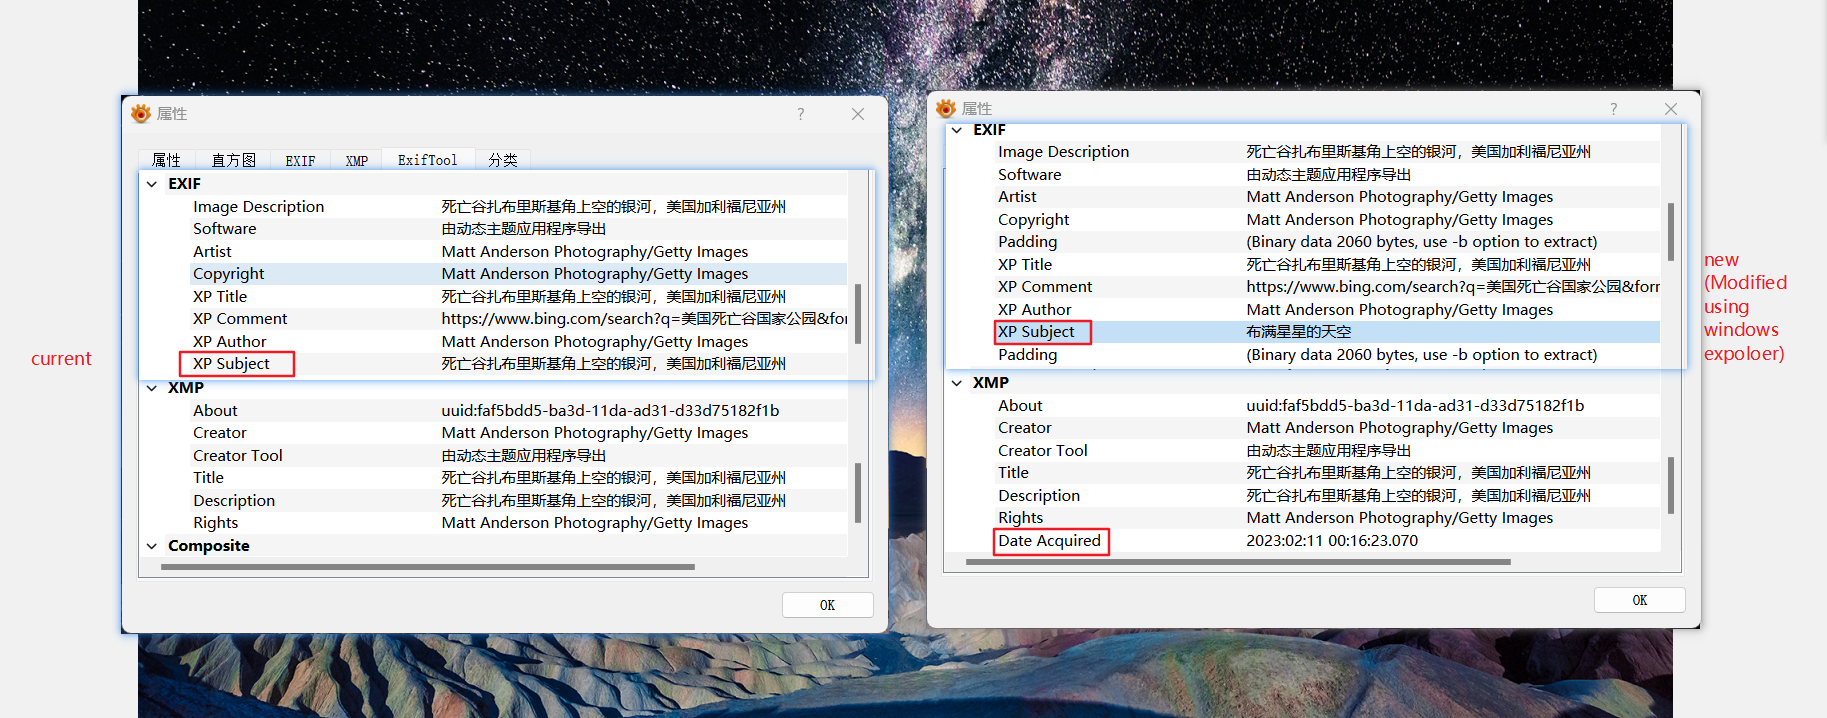 属性
?
属性
直方图
EXIF
XMP
ExifTool
分类
EXIF
Image Description 死亡谷扎布里斯基角上空的银河，美国加利福尼亚州
Software 由动态主题应用程序导出
Artist Matt Anderson Photography/Getty Images
Copyright Matt Anderson Photography/Getty Images
XP Title 死亡谷扎布里斯基角上空的银河，美国加利福尼亚州
XP Comment https://www.bing.com/search?q=美国死亡谷国家公园&for
XP Author Matt Anderson Photography/Getty Images
XP Subject 死亡谷扎布里斯基角上空的银河，美国加利福尼亚州
XMP
About uuid:faf5bdd5-ba3d-11da-ad31-d33d75182f1b
Creator Matt Anderson Photography/Getty Images
Creator Tool 由动态主题应用程序导出
Title 死亡谷扎布里斯基角上空的银河，美国加利福尼亚州
Description 死亡谷扎布里斯基角上空的银河，美国加利福尼亚州
Rights Matt Anderson Photography/Getty Images
Composite
OK
current
属性
?
EXIF
Image Description 死亡谷扎布里斯基角上空的银河，美国加利福尼亚州
Software 由动态主题应用程序导出
Artist Matt Anderson Photography/Getty Images
Copyright Matt Anderson Photography/Getty Images
Padding (Binary data 2060 bytes, use -b option to extract)
XP Title 死亡谷扎布里斯基角上空的银河，美国加利福尼亚州
XP Comment https://www.bing.com/search?q=美国死亡谷国家公园&forr
XP Author Matt Anderson Photography/Getty Images
XP Subject 布满星星的天空
Padding (Binary data 2060 bytes, use -b option to extract)
XMP
About uuid:faf5bdd5-ba3d-11da-ad31-d33d75182f1b
Creator Matt Anderson Photography/Getty Images
Creator Tool 由动态主题应用程序导出
Title 死亡谷扎布里斯基角上空的银河，美国加利福尼亚州
Description 死亡谷扎布里斯基角上空的银河，美国加利福尼亚州
Rights Matt Anderson Photography/Getty Images
Date Acquired 2023:02:11 00:16:23.070
OK
new
(Modified
using
windows
expoloer)